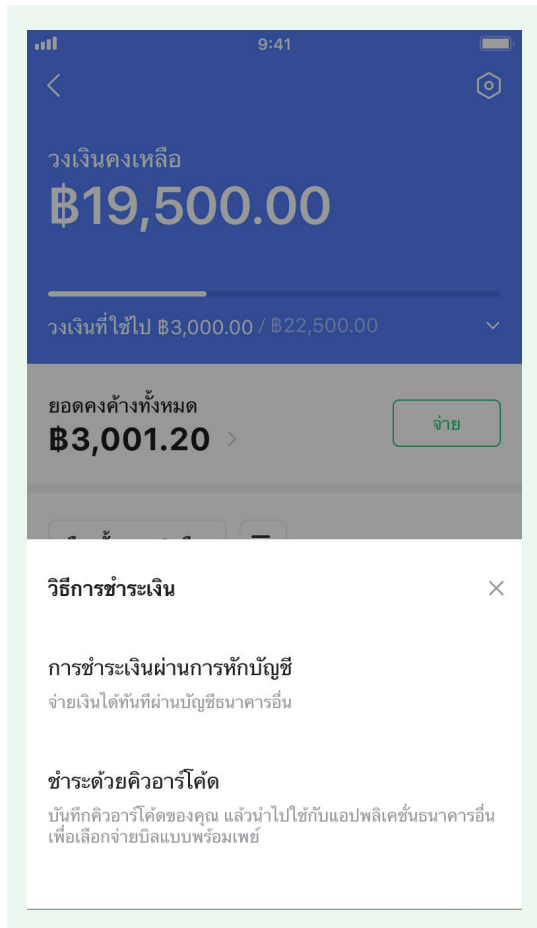 9:41
วงเงินคงเหลือ
฿19,500.00
วงเงินที่ใช้ไป ฿3,000.00 / ฿22,500.00
ยอดคงค้างทั้งหมด
฿3,001.20
จ่าย
วิธีการชำระเงิน
การชำระเงินผ่านการหักบัญชี
จ่ายเงินได้ทันทีผ่านบัญชีธนาคารอื่น
ชำระด้วยคิวอาร์โค้ด
บันทึกคิวอาร์โค้ดของคุณ แล้วนำไปใช้กับแอปพลิเคชั่นธนาคารอื่น
เพื่อเลือกจ่ายบิลแบบพร้อมเพย์